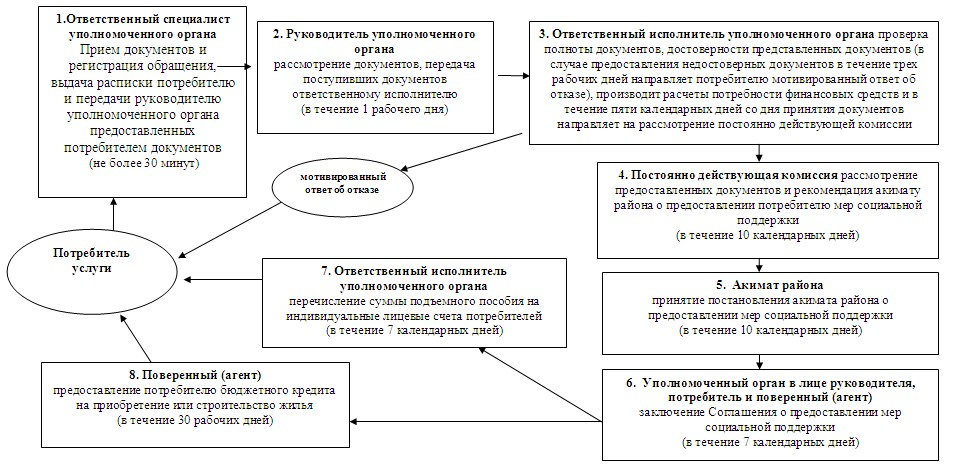 1.Ответственный специалист
уполномоченного органа
Прием документов и
регистрация обращения,
выдача расписки потребителю
и передачи руководителю
уполномоченного органа
предоставленных
потребителем документов
(не более 30 минут)
2. Руководитель уполномоченного
органа
рассмотрение документов, передача
поступивших документов
ответственному исполнителю
(в течение 1 рабочего дня)
3. Ответственный исполнитель уполномоченного органа проверка
полноты документов, достоверности представленных документов (в
случае предоставления недостоверных документов в течение трех
рабочих дней направляет потребителю мотивированный ответ об
отказе), производит расчеты потребности финансовых средств и в
течение пяти календарных дней со дня принятия документов
направляет на рассмотрение постоянно действующей комиссии
мотивированный
ответ об отказе
4. Постоянно действующая комиссия рассмотрение
предоставленных документов и рекомендация акимату
района о предоставлении потребителю мер социальной
поддержки
(в течение 10 календарных дней)
Потребитель
услуги
7. Ответственный исполнитель
уполномоченного органа
перечисление суммы подъемного пособия на
индивидуальные лицевые счета потребителей
(в течение 7 календарных дней)
5. Акимат района
принятие постановления акимата района о
предоставлении мер социальной поддержки
(в течение 10 календарных дней)
8. Поверенный (агент)
предоставление потребителю бюджетного кредита
на приобретение или строительство жилья
(в течение 30 рабочих дней)
6. Уполномоченный орган в лице руководителя,
потребитель и поверенный (агент)
заключение Соглашения о предоставлении мер
социальной поддержки
(в течение 7 календарных дней)